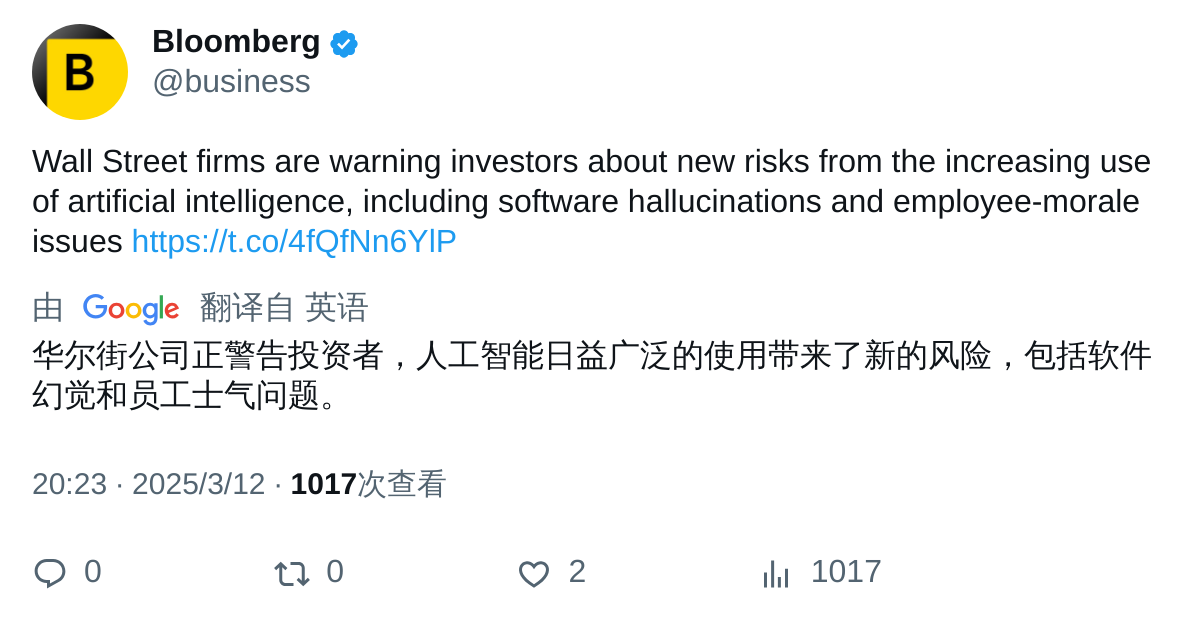 B
Bloomberg
@business
Wall Street firms are warning investors about new risks from the increasing use
of artificial intelligence, including software hallucinations and employee-morale
issues https://t.co/4fQfNn6YlP
由 Google 翻译自 英语
华尔街公司正警告投资者，人工智能日益广泛的使用带来了新的风险，包括软件
幻觉和员工士气问题。
20:23 · 2025/3/12 · 1017次查看
0 0 2 1017